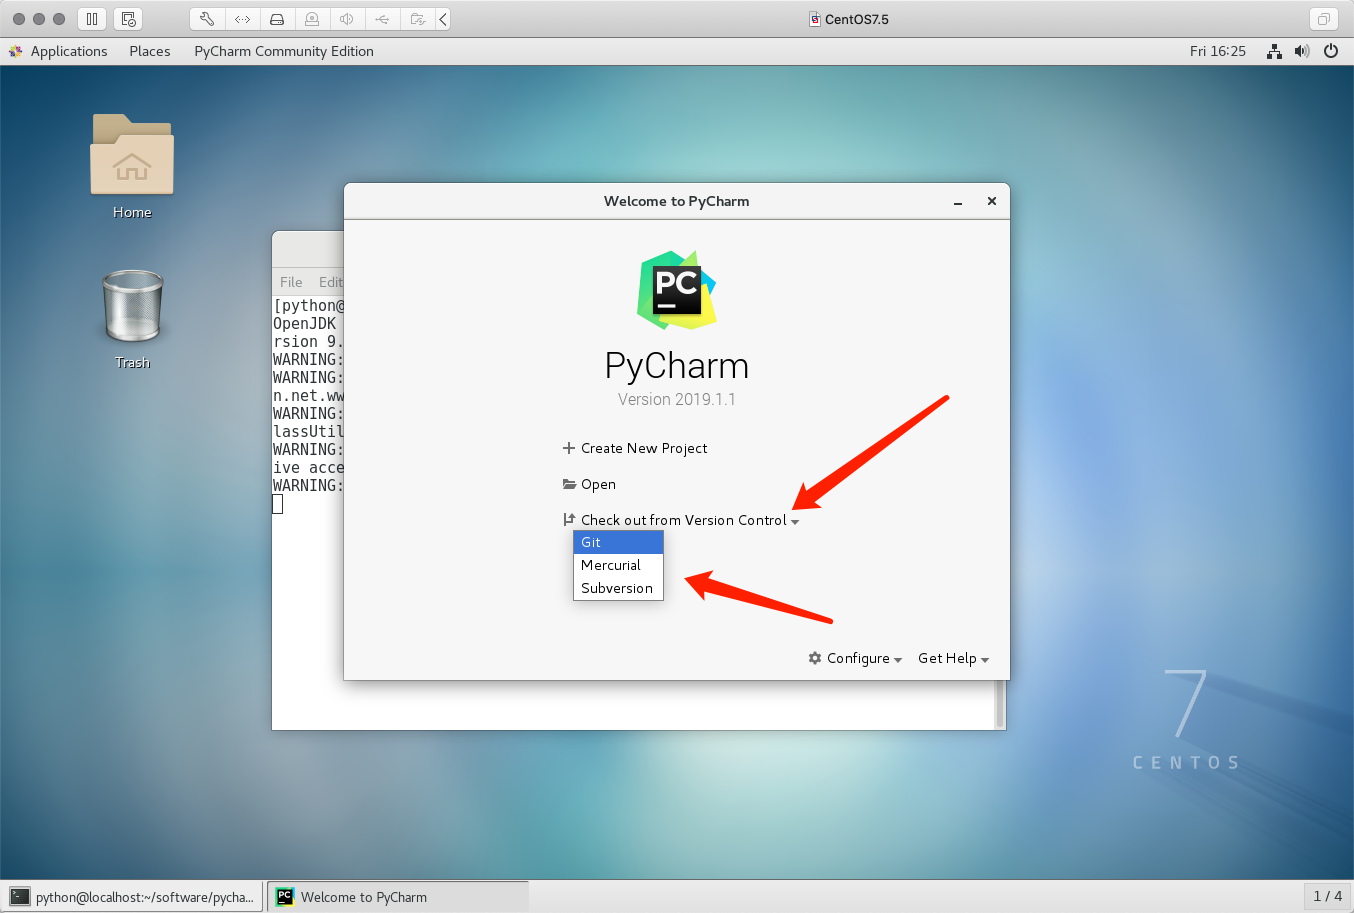 CentOS7.5
Applications Places PyCharm Community Edition Fri 16:25
Home
Trash
Welcome to PyCharm
File Edit
[python@
OpenJDK
rsion 9.
WARNING:
WARNING:
n.net.ww
WARNING:
lassUtil
WARNING:
ive acce
WARNING:
PC
PyCharm
Version 2019.1.1
Create New Project
Open
Check out from Version Control
Git
Mercurial
Subversion
Configure Get Help
7
CENTOS
python@localhost:~/software/pycha... PC Welcome to PyCharm 1 / 4